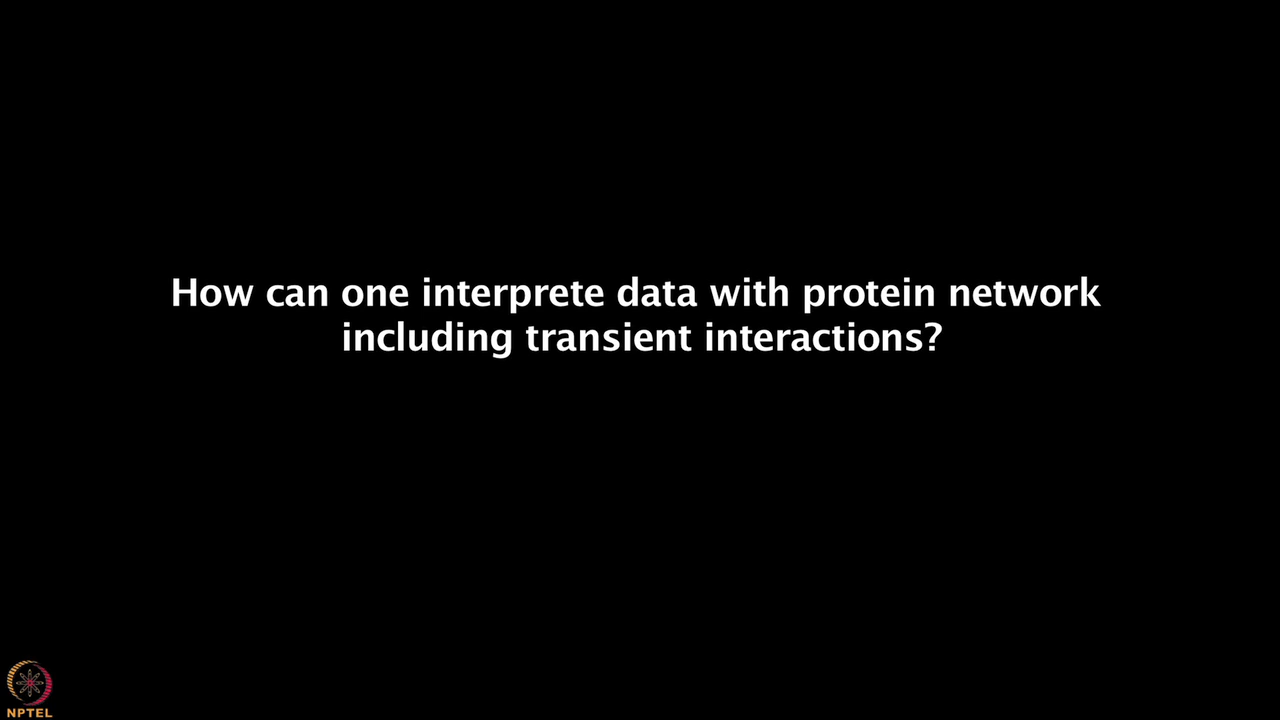 How can one interprete data with protein network
including transient interactions?
NPTEL